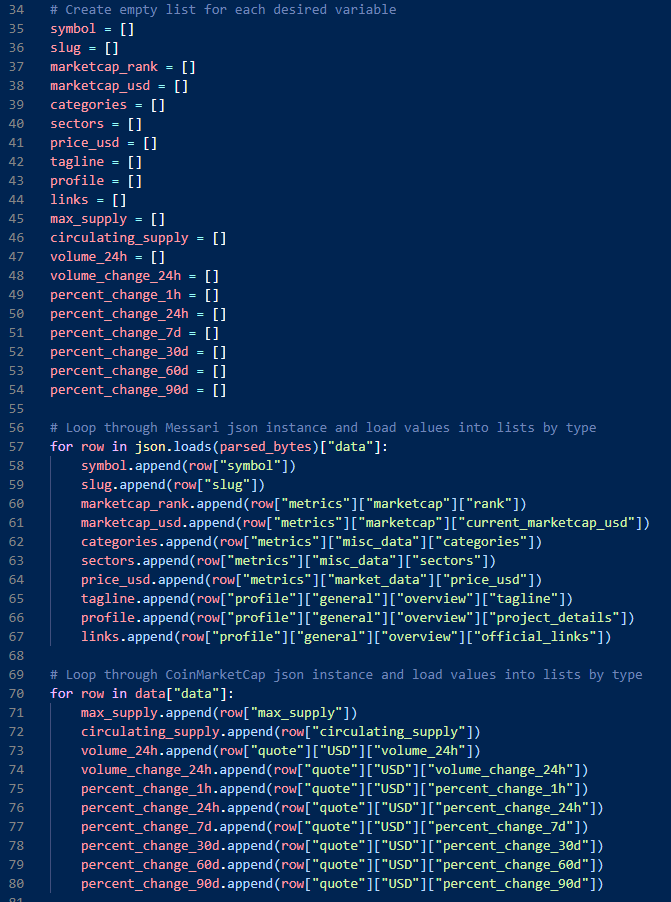 34 # Create empty list for each desired variable
35 symbol = []
36 slug = []
37 marketcap_rank = []
38 marketcap_usd = []
39 categories = []
40 sectors = []
41 price_usd = []
42 tagline = []
43 profile = []
44 links = []
45 max_supply = []
46 circulating_supply = []
47 volume_24h = []
48 volume_change_24h = []
49 percent_change_1h = []
50 percent_change_24h = []
51 percent_change_7d = []
52 percent_change_30d = []
53 percent_change_60d = []
54 percent_change_90d = []
55
56 # Loop through Messari json instance and load values into lists by type
57 for row in json.loads(parsed_bytes)["data"]:
58     symbol.append(row["symbol"])
59     slug.append(row["slug"])
60     marketcap_rank.append(row["metrics"]["marketcap"]["rank"])
61     marketcap_usd.append(row["metrics"]["marketcap"]["current_marketcap_usd"])
62     categories.append(row["metrics"]["misc_data"]["categories"])
63     sectors.append(row["metrics"]["misc_data"]["sectors"])
64     price_usd.append(row["metrics"]["market_data"]["price_usd"])
65     tagline.append(row["profile"]["general"]["overview"]["tagline"])
66     profile.append(row["profile"]["general"]["overview"]["project_details"])
67     links.append(row["profile"]["general"]["overview"]["official_links"])
68
69 # Loop through CoinMarketCap json instance and load values into lists by type
70 for row in data["data"]:
71     max_supply.append(row["max_supply"])
72     circulating_supply.append(row["circulating_supply"])
73     volume_24h.append(row["quote"]["USD"]["volume_24h"])
74     volume_change_24h.append(row["quote"]["USD"]["volume_change_24h"])
75     percent_change_1h.append(row["quote"]["USD"]["percent_change_1h"])
76     percent_change_24h.append(row["quote"]["USD"]["percent_change_24h"])
77     percent_change_7d.append(row["quote"]["USD"]["percent_change_7d"])
78     percent_change_30d.append(row["quote"]["USD"]["percent_change_30d"])
79     percent_change_60d.append(row["quote"]["USD"]["percent_change_60d"])
80     percent_change_90d.append(row["quote"]["USD"]["percent_change_90d"])